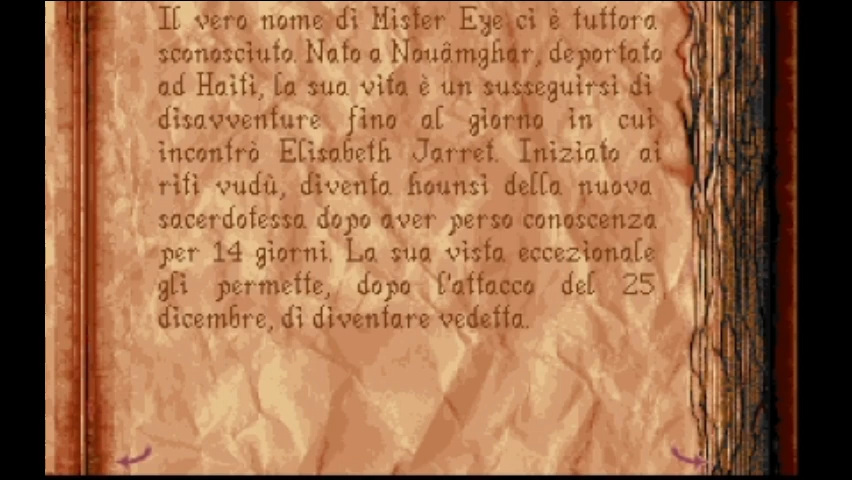 Il vero nome di Mister Eye ci è tuttora
sconosciuto. Nato a Nouâmghar, deportato
ad Haiti, la sua vita è un susseguirsi di
disavventure fino al giorno in cui
incontrò Elisabeth Jarret. Iniziato ai
riti vudù, diventa hounsi della nuova
sacerdotessa dopo aver perso conoscenza
per 14 giorni. La sua vista eccezionale
gli permette, dopo l'attacco del 25
dicembre, di diventare vedetta.